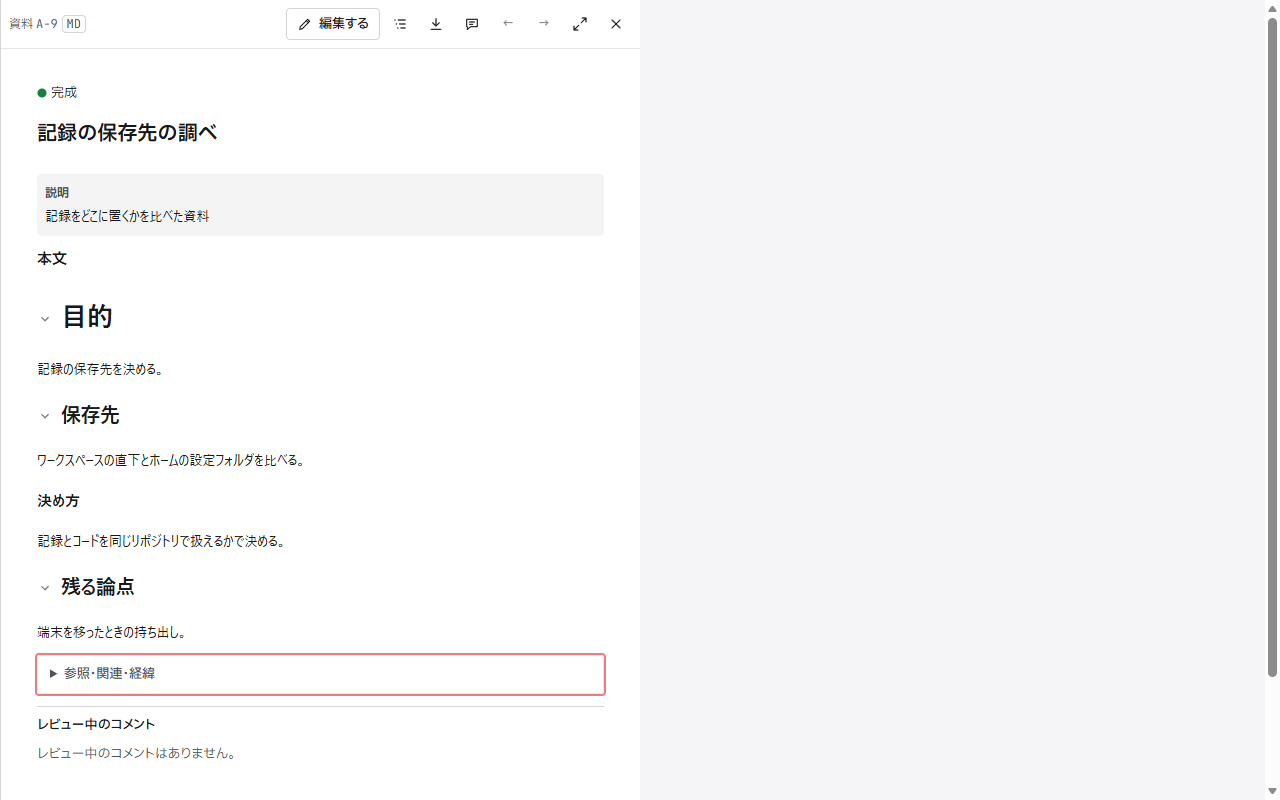 資料 A-9 MD
編集する
完成
記録の保存先の調べ
説明
記録をどこに置くかを比べた資料
本文
目的
記録の保存先を決める。
保存先
ワークスペースの直下とホームの設定フォルダを比べる。
決め方
記録とコードを同じリポジトリで扱えるかで決める。
残る論点
端末を移ったときの持ち出し。
参照・関連・経緯
レビュー中のコメント
レビュー中のコメントはありません。